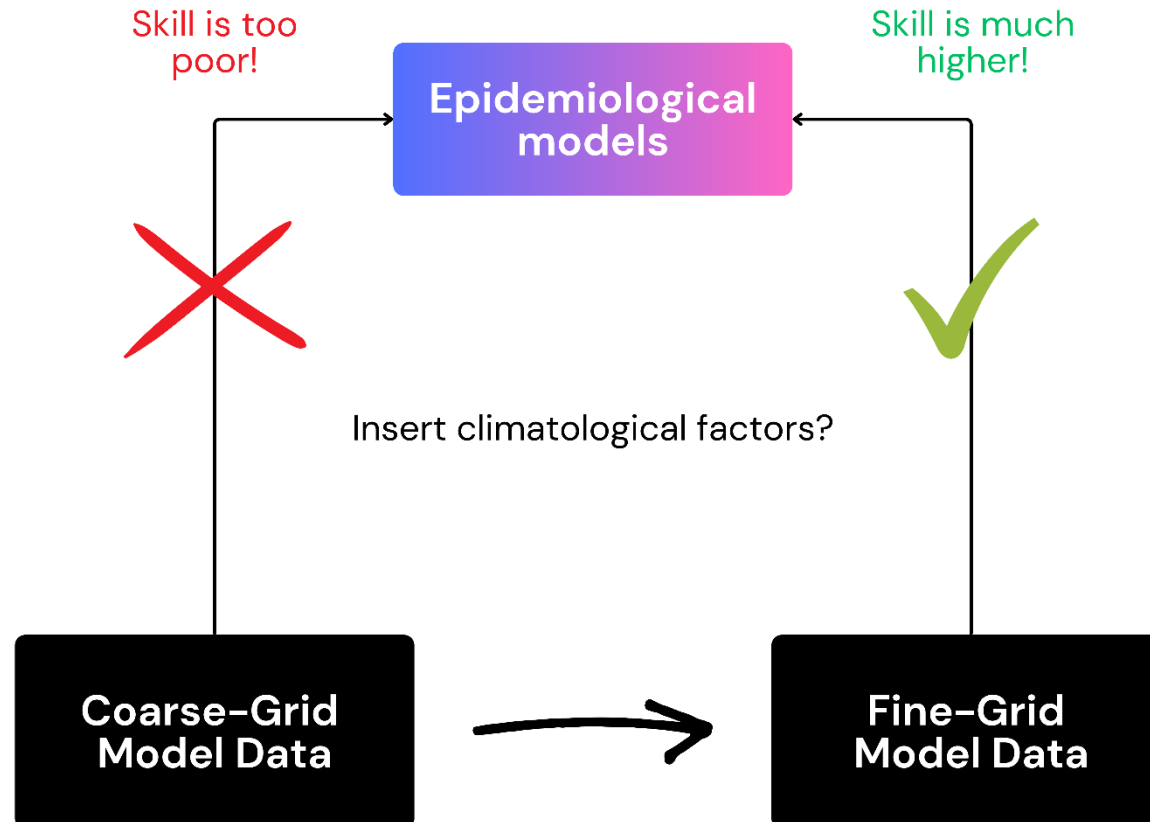 Skill is too
poor!
Skill is much
higher!
Epidemiological
models
Insert climatological factors?
Coarse-Grid
Model Data
Fine-Grid
Model Data